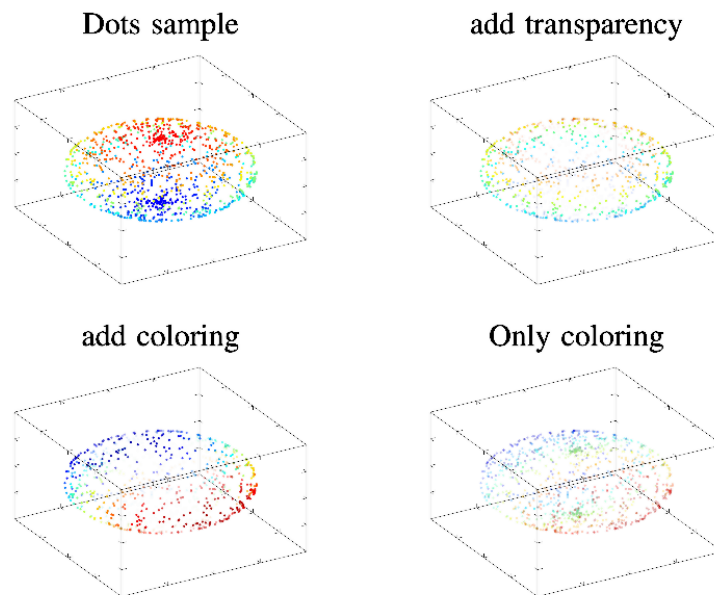 Dots sample
add transparency
add coloring
Only coloring